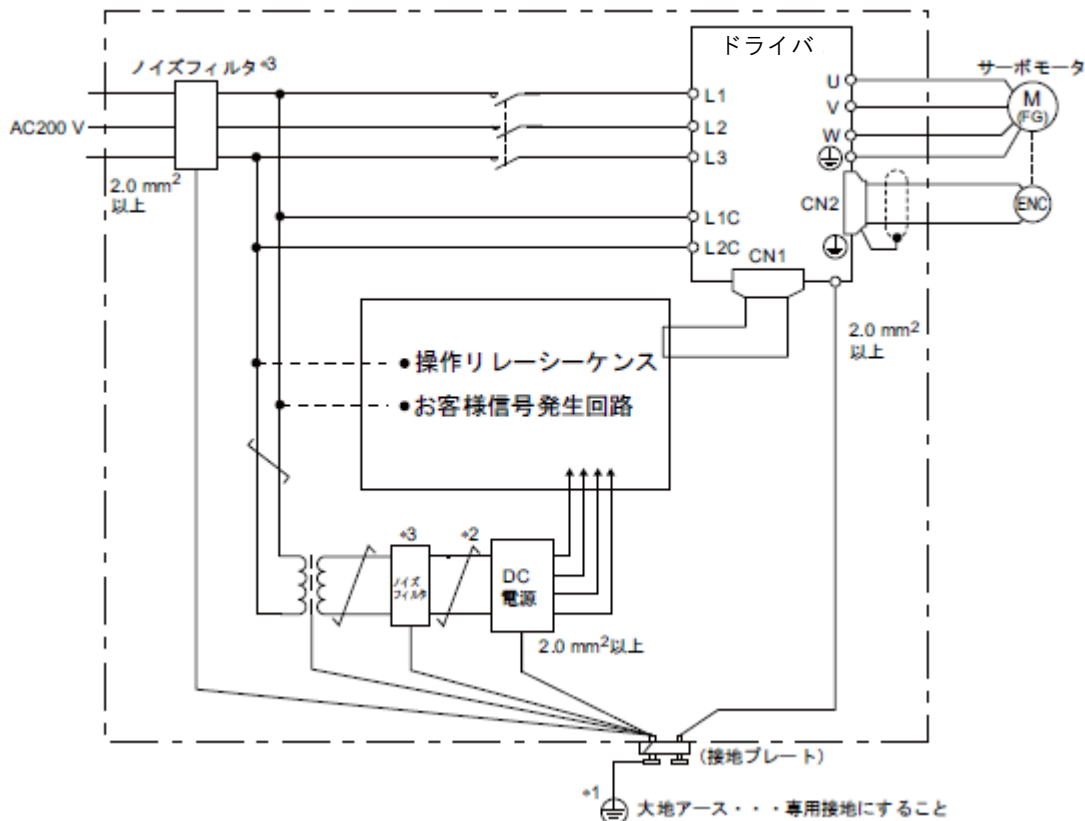 ドライバ
ノイズフィルタ*3
サーボモータ
AC200 V
L1
L2
L3
L1C
L2C
U
V
W
M
(FG)
CN2
ENC
CN1
2.0 mm2
以上
2.0 mm2
以上
●操作リレーシーケンス
●お客様信号発生回路
*3
*2
ノイズ
フィルタ
DC
電源
2.0 mm2以上
(接地プレート)
*1
大地アース・・・専用接地にすること